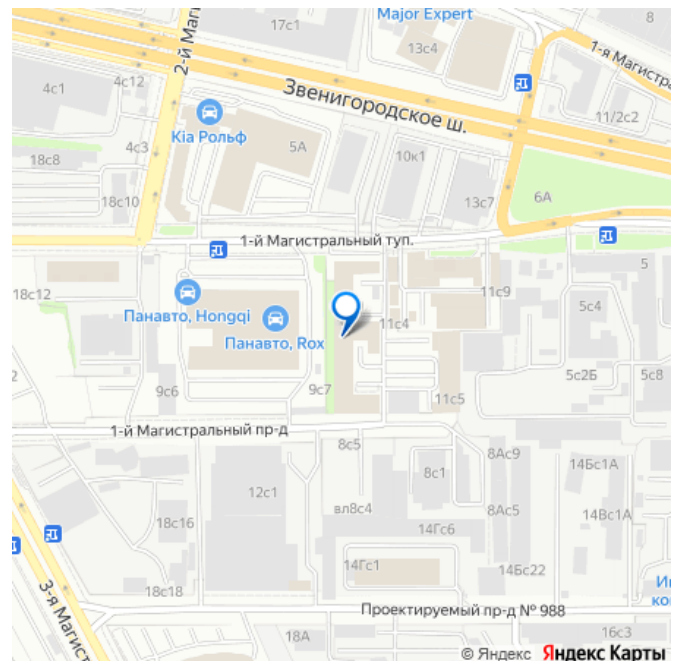 Major Expert
8
17с1
13с4
1-я Магистра
2-й Маг
4с12
4с1
Звенигородское ш.
11/2с2
Kia Рольф
5А
4с3
18с8
10к1
18с10
13с7
6А
1-й Магистральный туп.
5
18с12
11с9
Панавто, Hongqi
11с4
5с4
Панавто, Rox
2
9с6
9с7
5с2Б
5с8
11с5
1-й Магистральный пр-д
8с5
8Ас9
8с1
14Бс1А
12с1
вл8с4
18с16
8Ас5
14Вс1А
14Гс6
14Гс1
14Бс22
18с18
3-я Магист
Проектируемый пр-д № 988
18А
16с3
© Яндекс Яндекс Карты